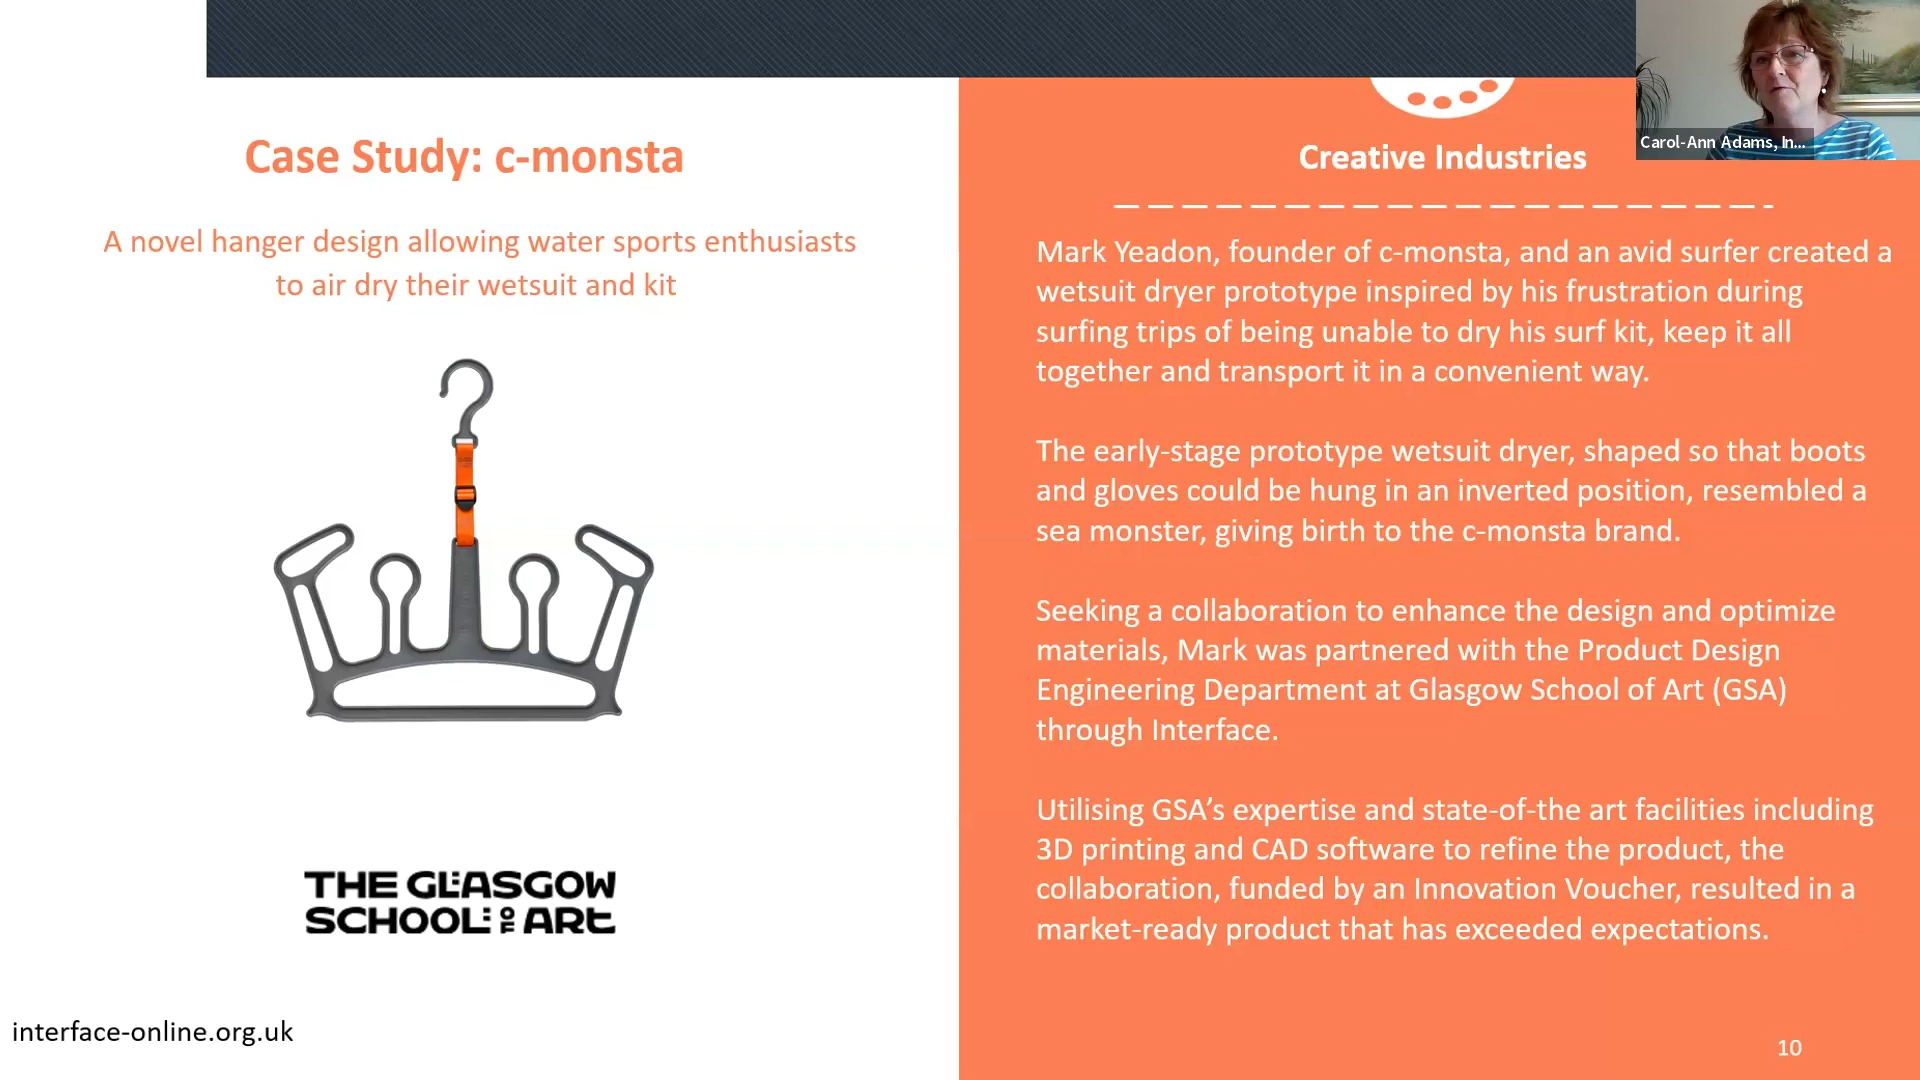 Carol-Ann Adams, In...
Case Study: c-monsta
A novel hanger design allowing water sports enthusiasts
to air dry their wetsuit and kit
THE GLASGOW
SCHOOL OF ART
interface-online.org.uk
Creative Industries
Mark Yeadon, founder of c-monsta, and an avid surfer created a
wetsuit dryer prototype inspired by his frustration during
surfing trips of being unable to dry his surf kit, keep it all
together and transport it in a convenient way.
The early-stage prototype wetsuit dryer, shaped so that boots
and gloves could be hung in an inverted position, resembled a
sea monster, giving birth to the c-monsta brand.
Seeking a collaboration to enhance the design and optimize
materials, Mark was partnered with the Product Design
Engineering Department at Glasgow School of Art (GSA)
through Interface.
Utilising GSA’s expertise and state-of-the art facilities including
3D printing and CAD software to refine the product, the
collaboration, funded by an Innovation Voucher, resulted in a
market-ready product that has exceeded expectations.
10